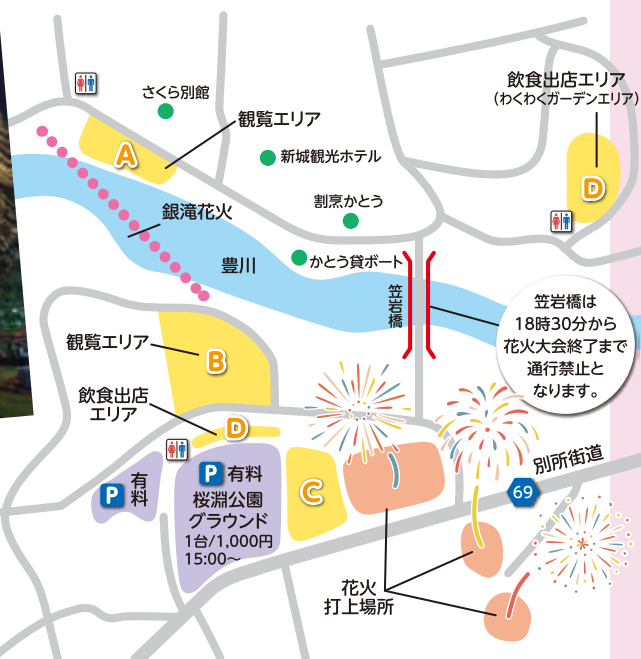 さくら別館
観覧エリア
A
新城観光ホテル
飲食出店エリア
(わくわくガーデンエリア)
D
割烹かとう
銀滝花火
豊川
かとう貸ボート
笠岩橋
笠岩橋は
18時30分から
花火大会終了まで
通行禁止と
なります。
観覧エリア
B
飲食出店
エリア
D
P
有料
P 有料
桜淵公園
グラウンド
1台/1,000円
15:00～
C
別所街道
69
花火
打上場所